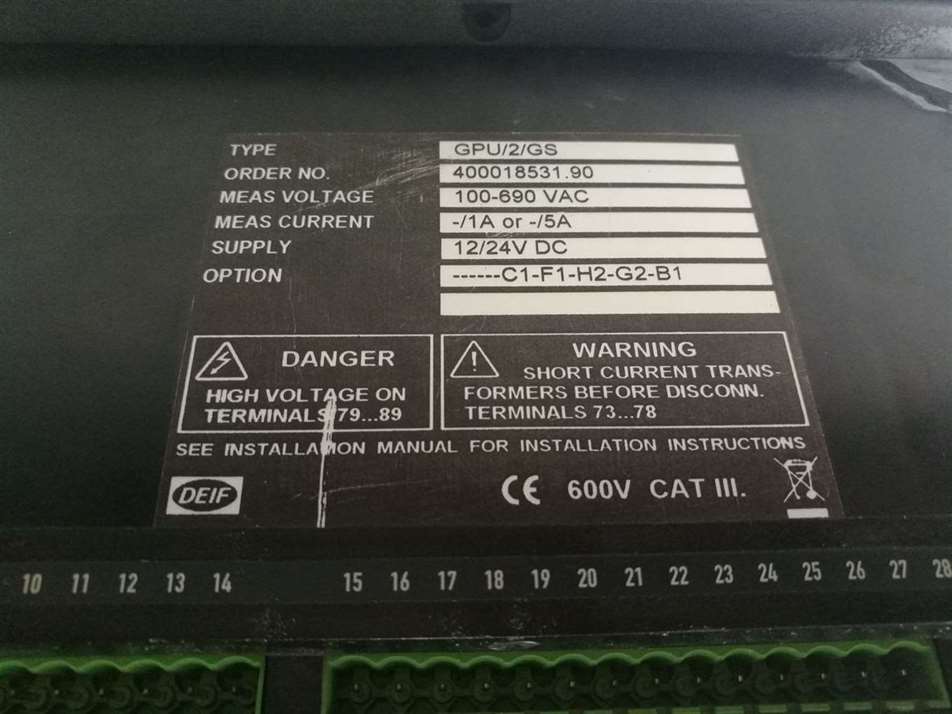 TYPE GPU/2/GS
ORDER NO. 400018531.90
MEAS VOLTAGE 100-690 VAC
MEAS CURRENT -/1A or -/5A
SUPPLY 12/24V DC
OPTION ------C1-F1-H2-G2-B1
DANGER
HIGH VOLTAGE ON
TERMINALS 79...89
WARNING
SHORT CURRENT TRANS-
FORMERS BEFORE DISCONN.
TERMINALS 73...78
SEE INSTALLATION MANUAL FOR INSTALLATION INSTRUCTIONS
DEIF CE 600V CAT III.
10 11 12 13 14 15 16 17 18 19 20 21 22 23 24 25 26 27 28